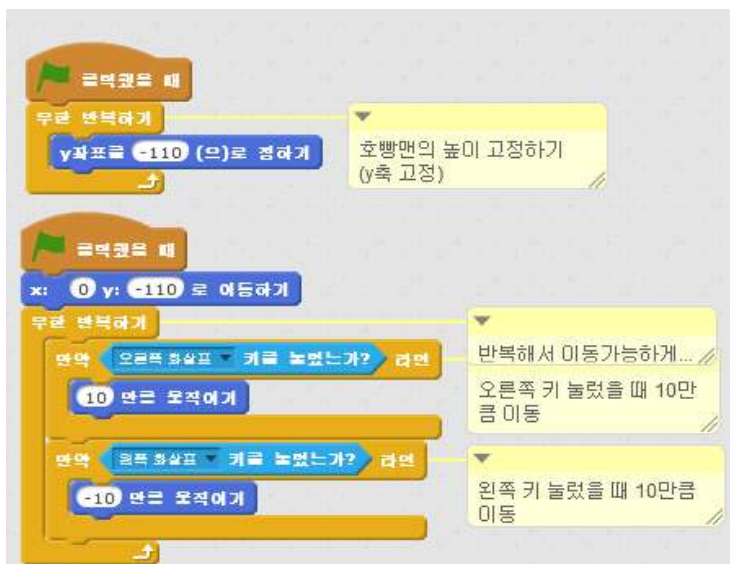 클릭했을 때
무한 반복하기
y좌표를 -110 (으)로 정하기
호빵맨의 높이 고정하기
(y축 고정)
클릭했을 때
x: 0 y: -110 로 이동하기
무한 반복하기
반복해서 이동가능하게...
만약 오른쪽 화살표 키를 눌렀는가? 라면
10 만큼 움직이기
오른쪽 키 눌렀을 때 10만
큼 이동
만약 왼쪽 화살표 키를 눌렀는가? 라면
-10 만큼 움직이기
왼쪽 키 눌렀을 때 10만큼
이동